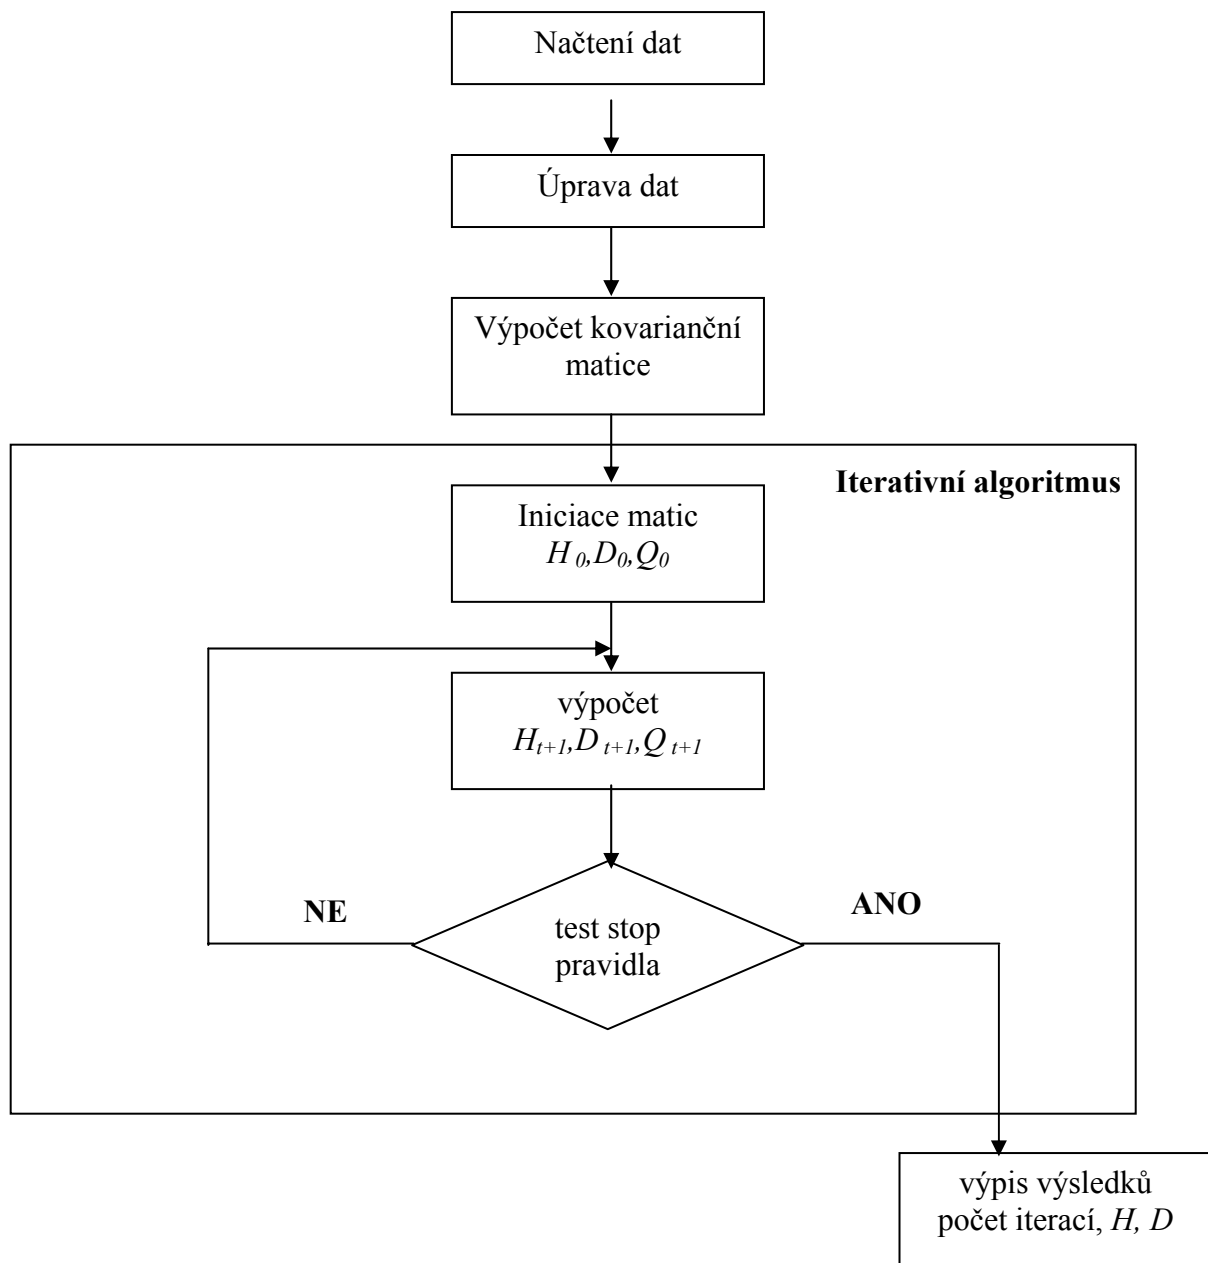 Načtení dat
Úprava dat
Výpočet kovarianční
matice
Iterativní algoritmus
Iniciace matic
H₀,D₀,Q₀
výpočet
Hₜ₊₁,Dₜ₊₁,Qₜ₊₁
NE
ANO
test stop
pravidla
výpis výsledků
počet iterací, H, D